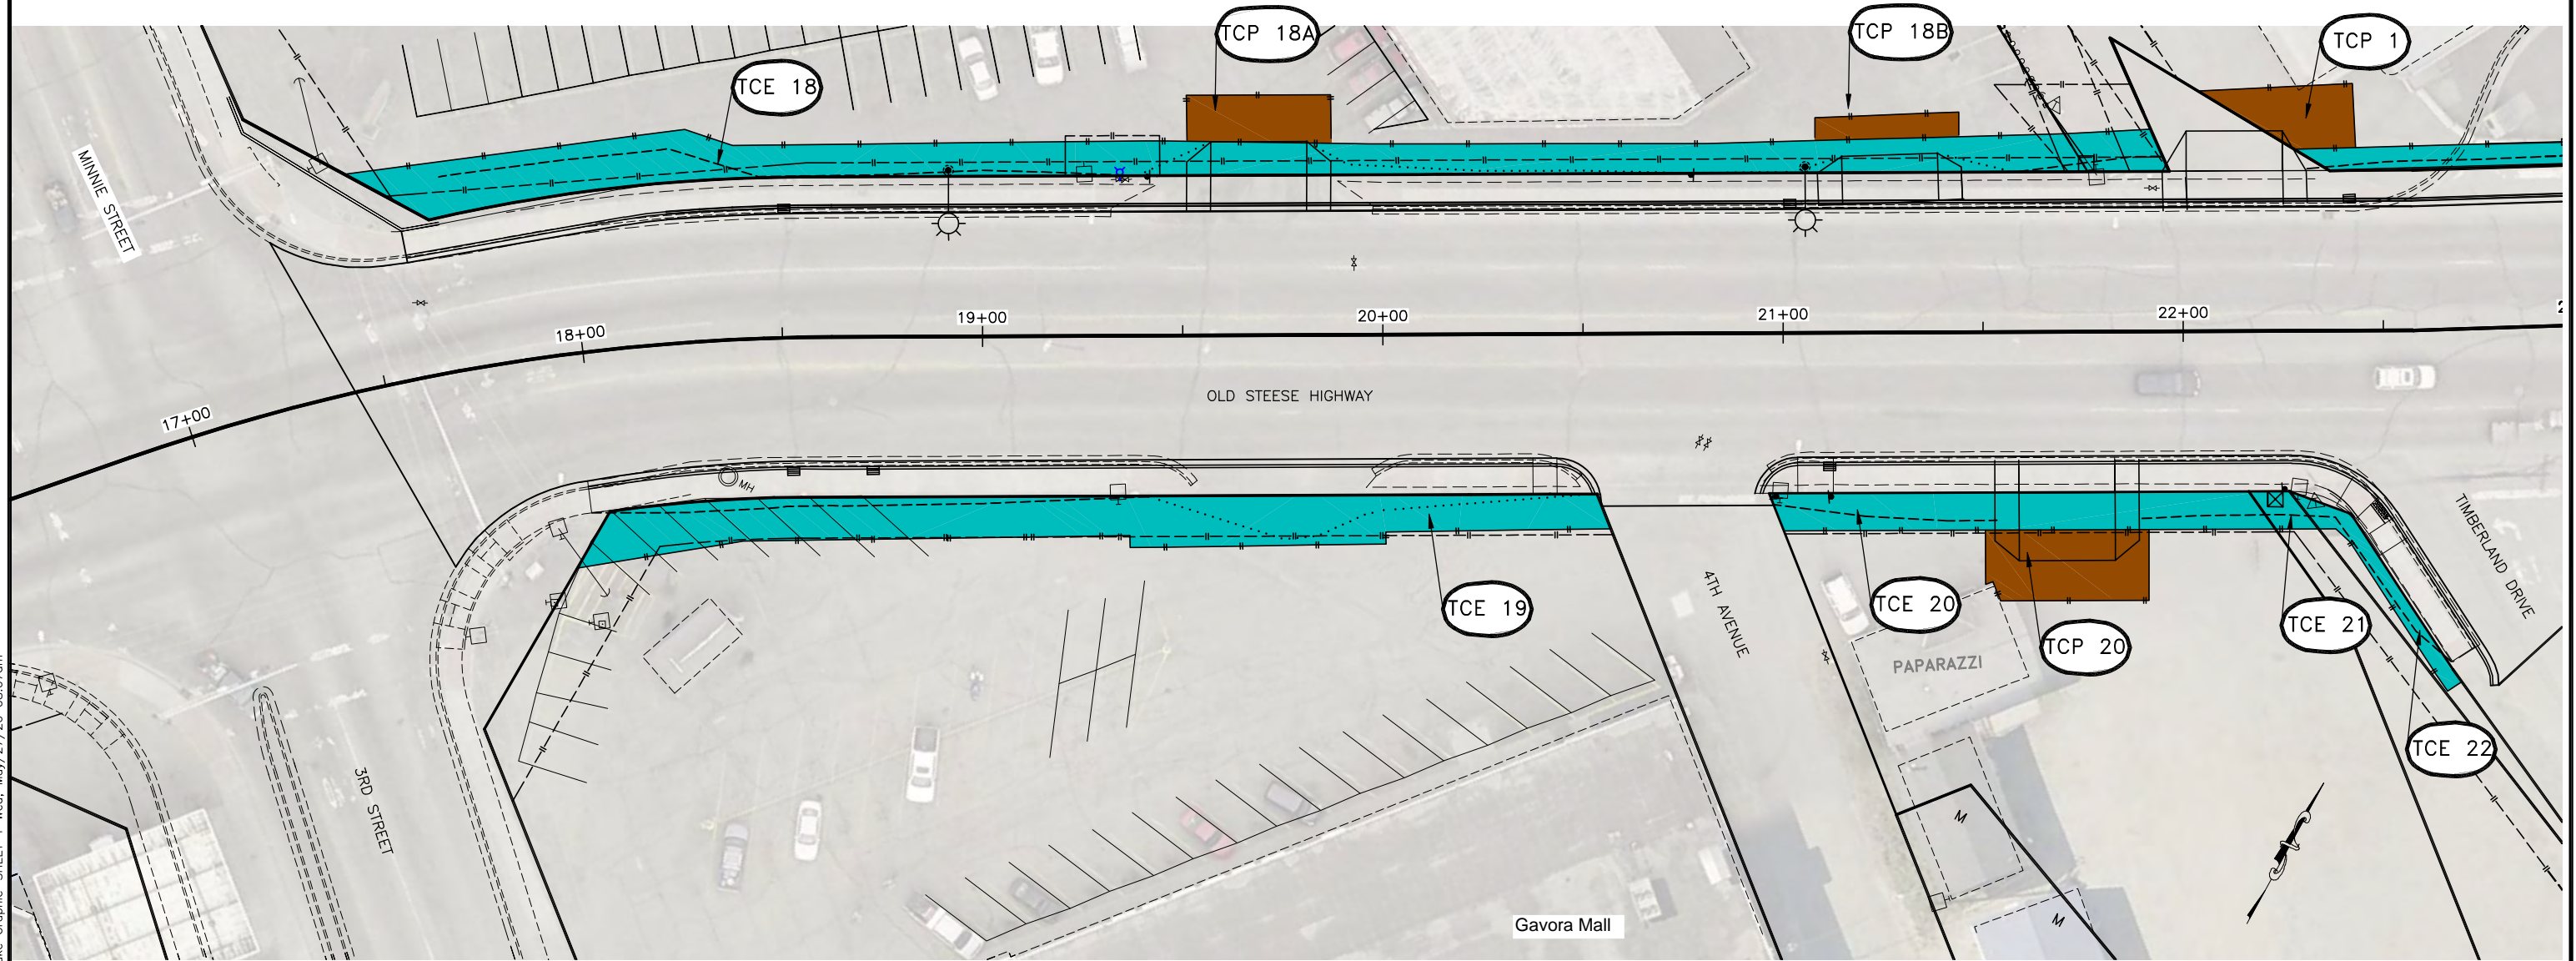 TCP 18A
TCP 18B
TCP 1
TCE 18
MINNIE STREET
17+00
18+00
19+00
20+00
21+00
22+00
OLD STEESE HIGHWAY
MH
TCE 19
4TH AVENUE
TCE 20
TCP 20
TCE 21
TCE 22
TIMBERLAND DRIVE
PAPARAZZI
3RD STREET
M
M
Gavora Mall